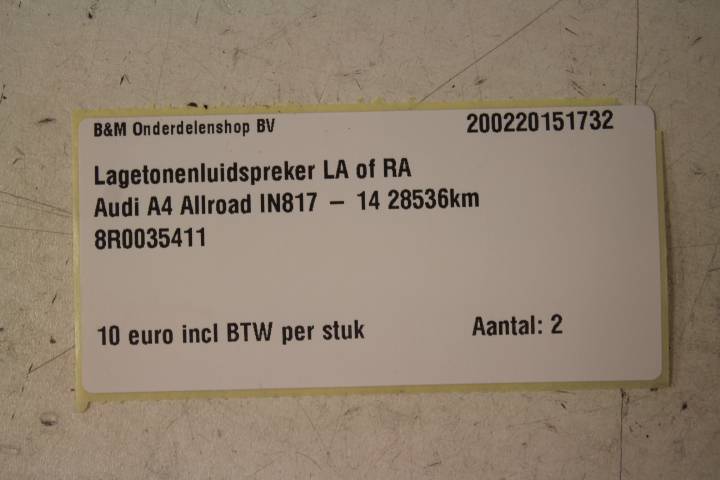 B&M Onderdelenshop BV 200220151732
Lagetonenluidspreker LA of RA
Audi A4 Allroad IN817 – 14 28536km
8R0035411
10 euro incl BTW per stuk Aantal: 2